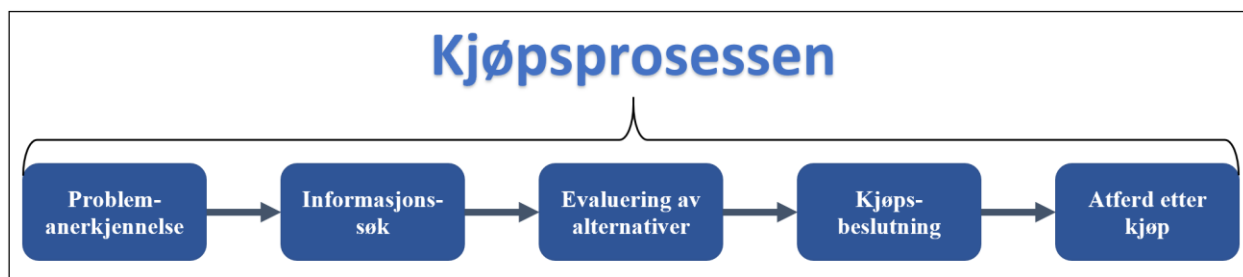 Kjøpsprosessen
Problem-
anerkjennelse
Informasjons-
søk
Evaluering av
alternativer
Kjøps-
beslutning
Atferd etter
kjøp